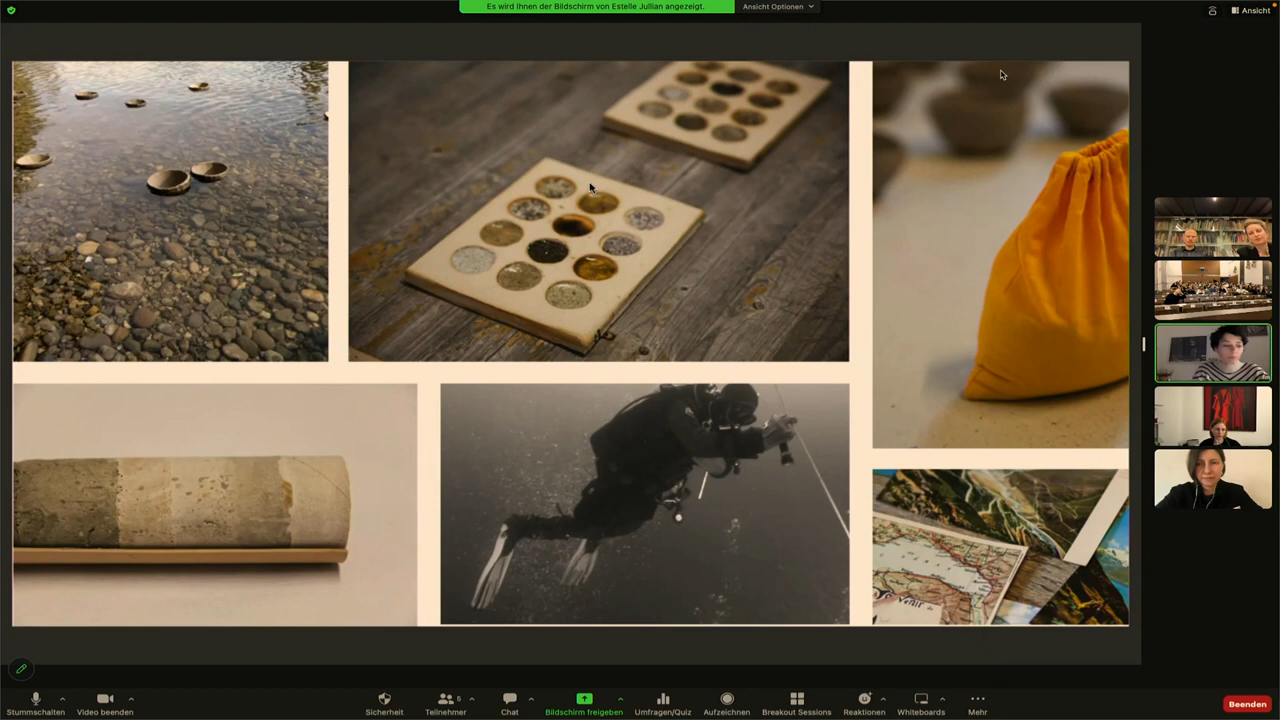 Es wird Ihnen der Bildschirm von Estelle Jullian angezeigt.
Ansicht Optionen
Ansicht
Stummschalten
Video beenden
Sicherheit
Teilnehmer
6
Chat
Bildschirm freigeben
Umfragen/Quiz
Aufzeichnen
Breakout Sessions
Reaktionen
Whiteboards
Mehr
Beenden